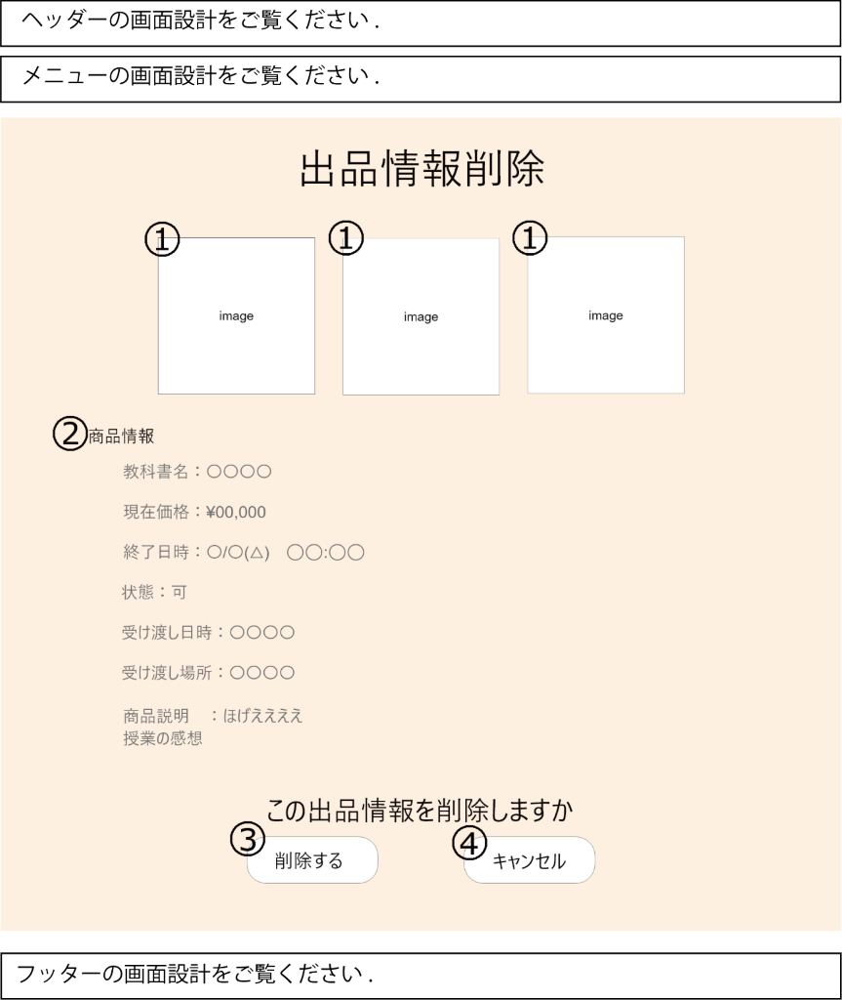 ヘッダーの画面設計をご覧ください.
メニューの画面設計をご覧ください.
出品情報削除
① ① ①
image image image
②商品情報
教科書名：〇〇〇〇
現在価格：¥00,000
終了日時：〇/〇(△)　〇〇:〇〇
状態：可
受け渡し日時：〇〇〇〇
受け渡し場所：〇〇〇〇
商品説明　：ほげええええ
授業の感想
この出品情報を削除しますか
③ 削除する ④ キャンセル
フッターの画面設計をご覧ください.